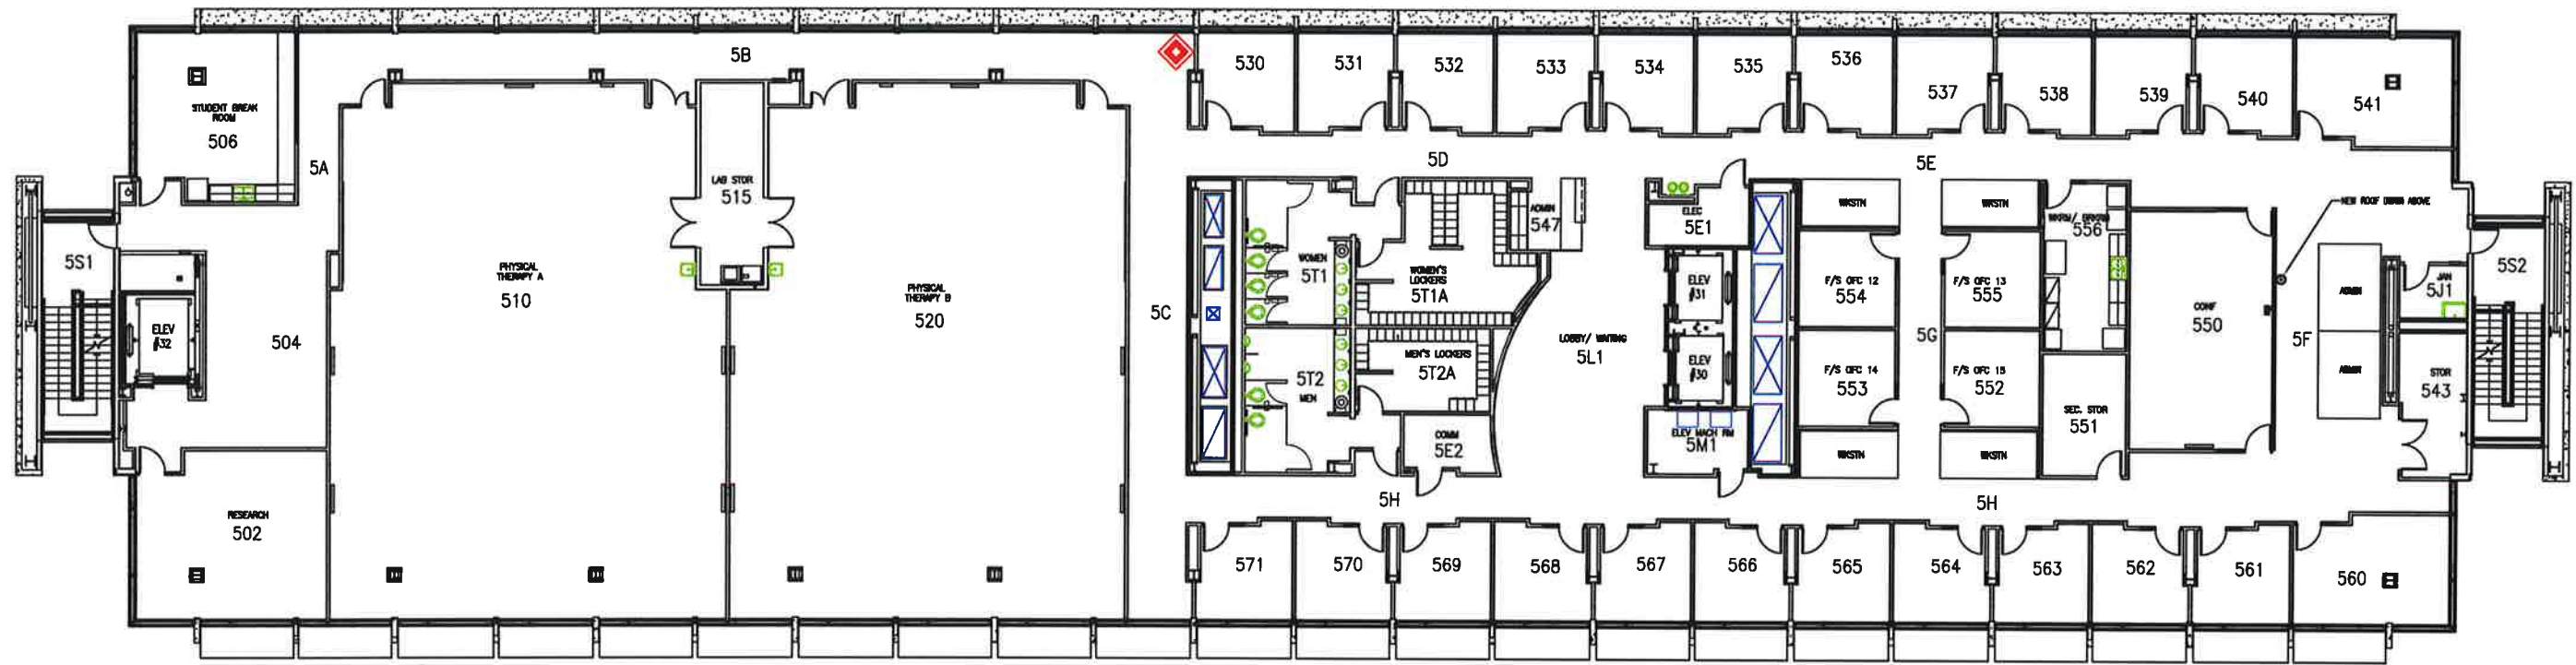 5B
530
531
532
533
534
535
536
537
538
539
540
541
STUDENT BREAK
ROOM
506
5A
LAB STOR
515
5D
5E
ADMIN
547
ELEC
5E1
WKSTN
WKSTN
WKRM/ BRKRM
556
NEW ROOF DRAIN ABOVE
5S1
PHYSICAL
THERAPY A
510
PHYSICAL
THERAPY B
520
WOMEN
5T1
WOMEN'S
LOCKERS
5T1A
ELEV
#31
F/S OFC 12
554
F/S OFC 13
555
CONF
550
ADMIN
JAN
5J1
5S2
ELEV
#32
504
5C
LOBBY/ WAITING
5L1
5G
5F
5T2
MEN
MEN'S LOCKERS
5T2A
ELEV
#30
F/S OFC 14
553
F/S OFC 15
552
ADMIN
STOR
543
COMM
5E2
ELEV MACH RM
5M1
WKSTN
WKSTN
SEC. STOR
551
5H
5H
RESEARCH
502
571
570
569
568
567
566
565
564
563
562
561
560